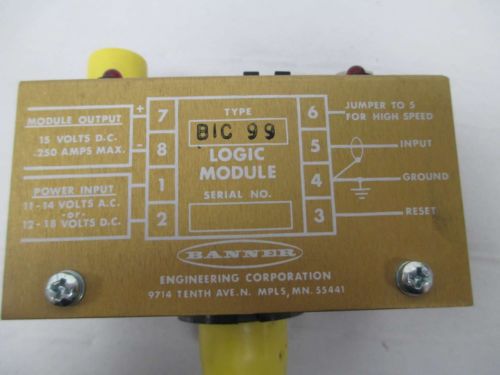 MODULE OUTPUT
15 VOLTS D.C.
.250 AMPS MAX.
POWER INPUT
11-14 VOLTS A.C.
-or-
12-18 VOLTS D.C.
+ 7
- 8
1
2
TYPE
BIC 99
LOGIC
MODULE
SERIAL NO.
6 JUMPER TO 5
FOR HIGH SPEED
5 INPUT
4 GROUND
3 RESET
BANNER
ENGINEERING CORPORATION
9714 TENTH AVE. N. MPLS, MN. 55441